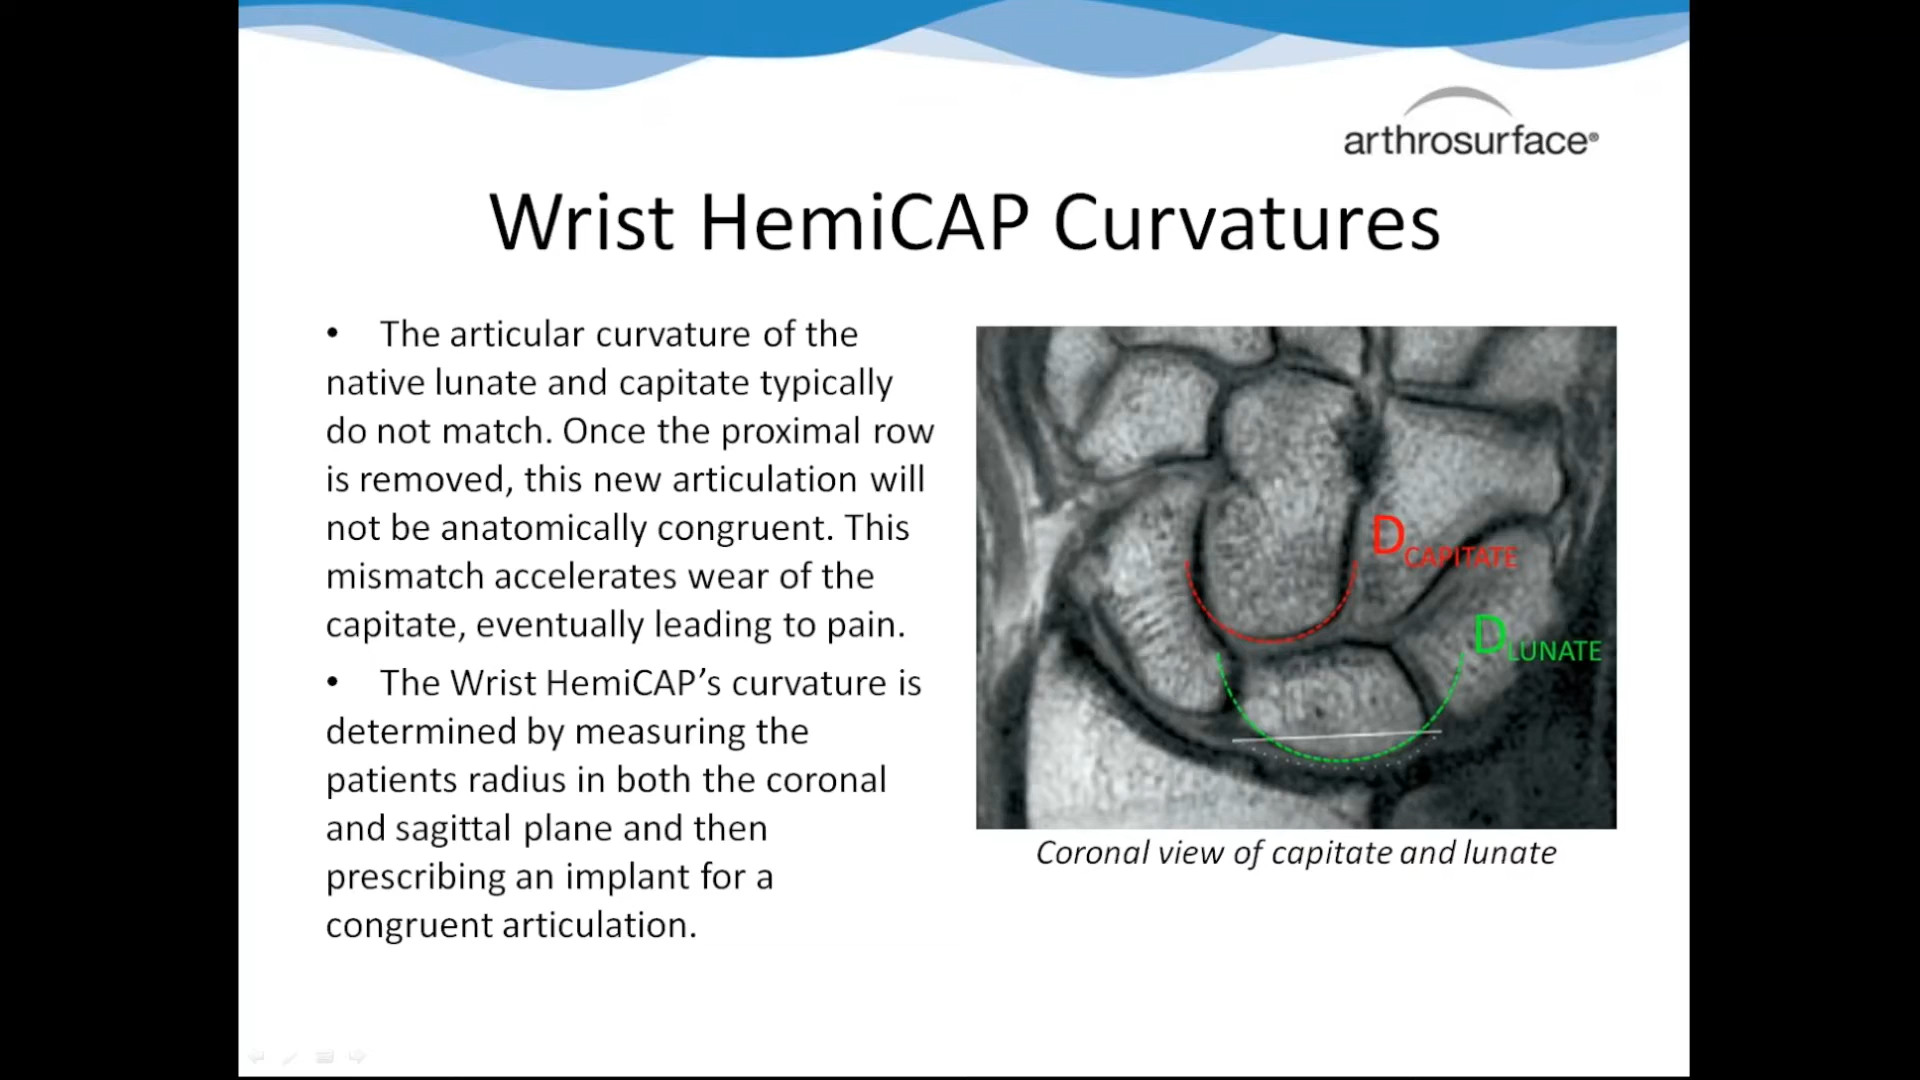 arthrosurface®
Wrist HemiCAP Curvatures
• The articular curvature of the
native lunate and capitate typically
do not match. Once the proximal row
is removed, this new articulation will
not be anatomically congruent. This
mismatch accelerates wear of the
capitate, eventually leading to pain.
• The Wrist HemiCAP’s curvature is
determined by measuring the
patients radius in both the coronal
and sagittal plane and then
prescribing an implant for a
congruent articulation.
DCAPITATE
DLUNATE
Coronal view of capitate and lunate